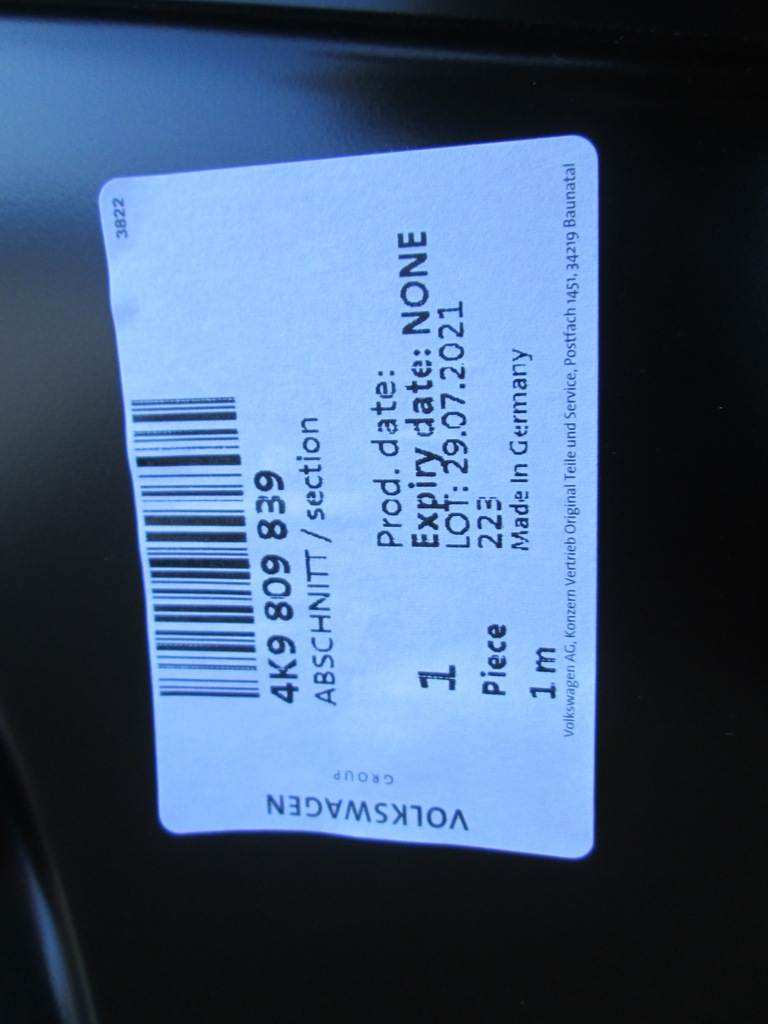 3822
4K9 809 839
ABSCHNITT / section
Prod. date:
Expiry date: NONE
LOT: 29.07.2021
223
Made In Germany
1
Piece
1 m
VOLKSWAGEN
GROUP
Volkswagen AG, Konzern Vertrieb Original Teile und Service, Postfach 1451, 34219 Baunatal